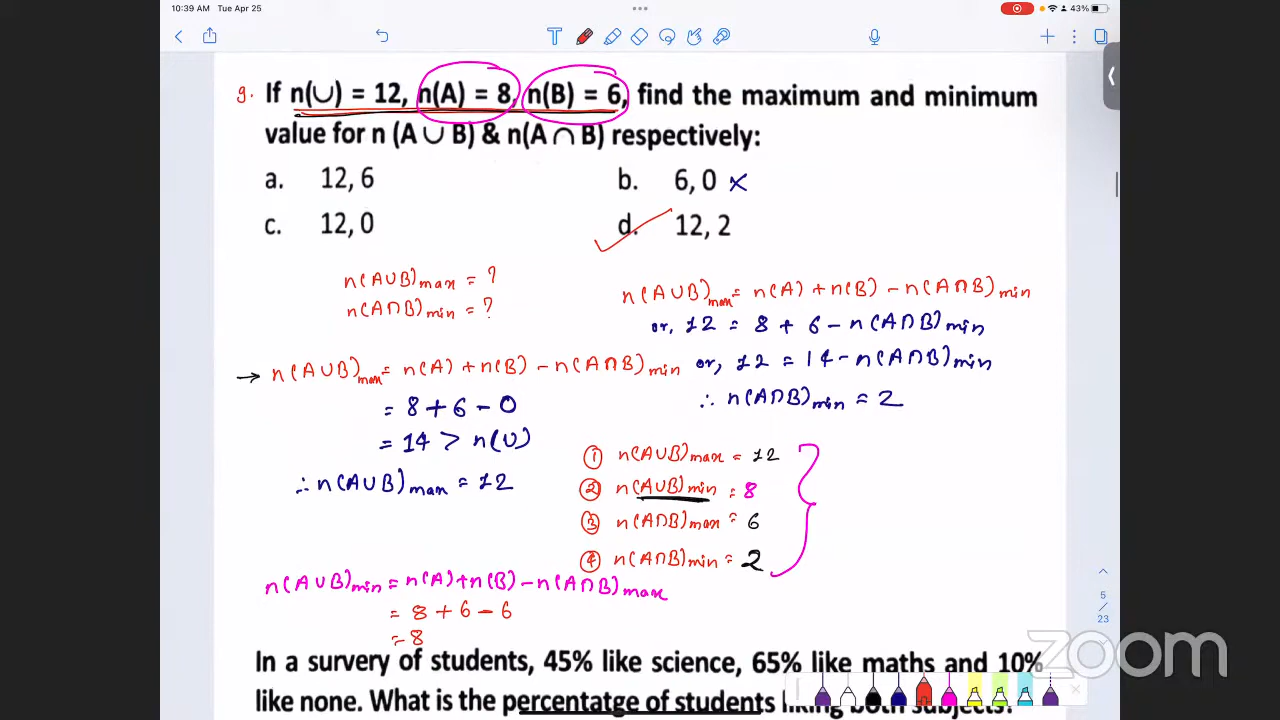 10:39 AM Tue Apr 25
43%
9. If n(∪) = 12, n(A) = 8, n(B) = 6, find the maximum and minimum
value for n (A ∪ B) & n(A ∩ B) respectively:
a. 12, 6
b. 6, 0 ×
c. 12, 0
d. 12, 2
n(A∪B)max = ?
n(A∩B)min = ?
→ n(A∪B)max = n(A) + n(B) - n(A∩B)min
= 8 + 6 - 0
= 14 > n(U)
∴ n(A∪B)max = 12
n(A∪B)max = n(A) + n(B) - n(A∩B)min
or, 12 = 8 + 6 - n(A∩B)min
or, 12 = 14 - n(A∩B)min
∴ n(A∩B)min = 2
① n(A∪B)max = 12
② n(A∪B)min = 8
③ n(A∩B)max = 6
④ n(A∩B)min = 2
n(A∪B)min = n(A) + n(B) - n(A∩B)max
= 8 + 6 - 6
= 8
5
/
23
zoom
In a survery of students, 45% like science, 65% like maths and 10%
like none. What is the percentatge of students liking both subjects?